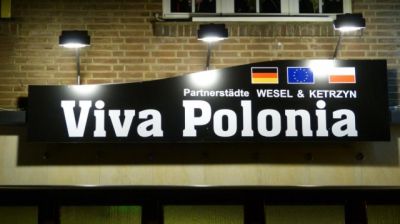 Partnerstädte WESEL & KETRZYN
Viva Polonia